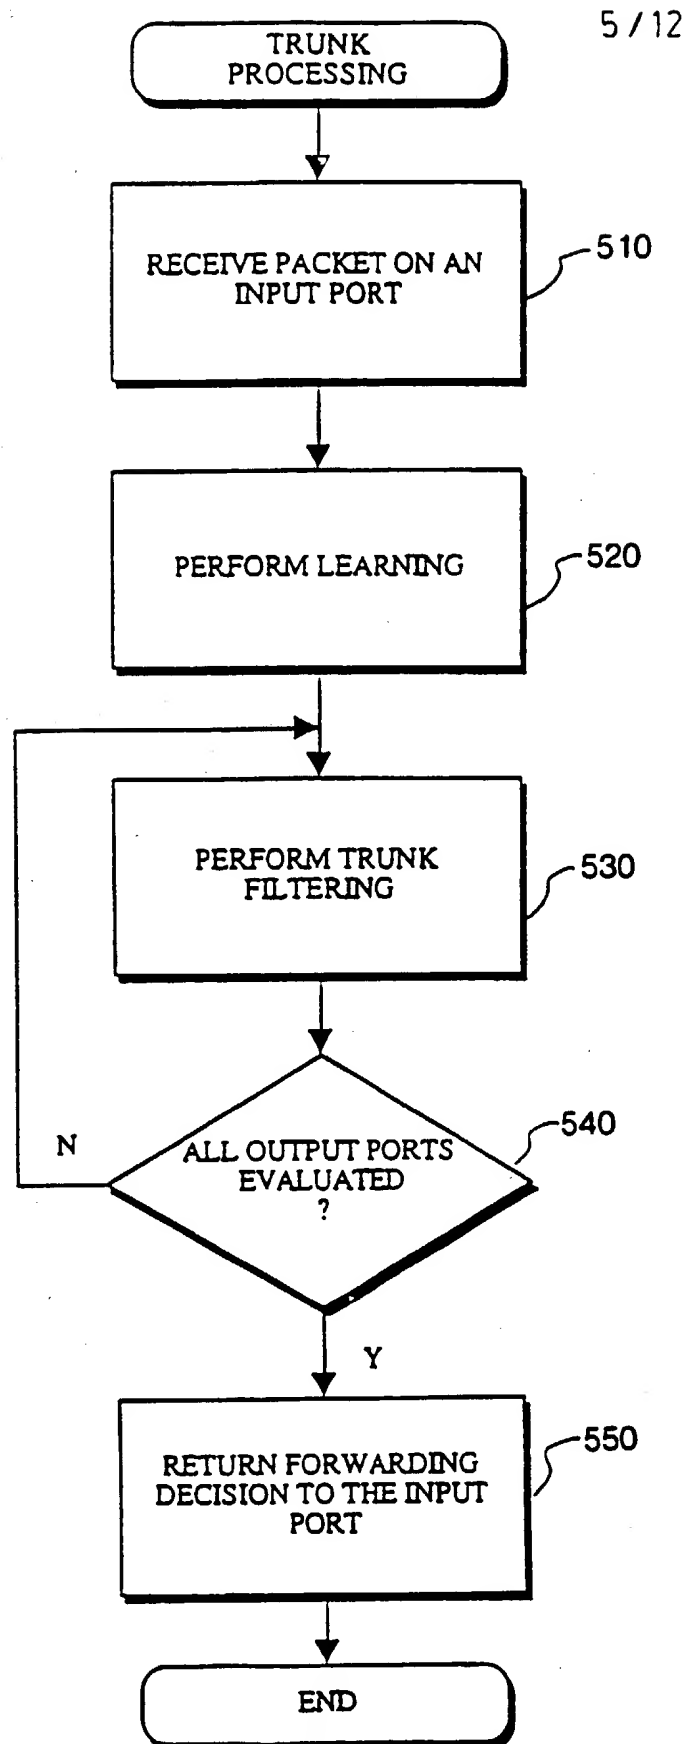 5/12
TRUNK
PROCESSING
RECEIVE PACKET ON AN
INPUT PORT
510
PERFORM LEARNING
520
PERFORM TRUNK
FILTERING
530
ALL OUTPUT PORTS
EVALUATED
?
540
N
Y
RETURN FORWARDING
DECISION TO THE INPUT
PORT
550
END